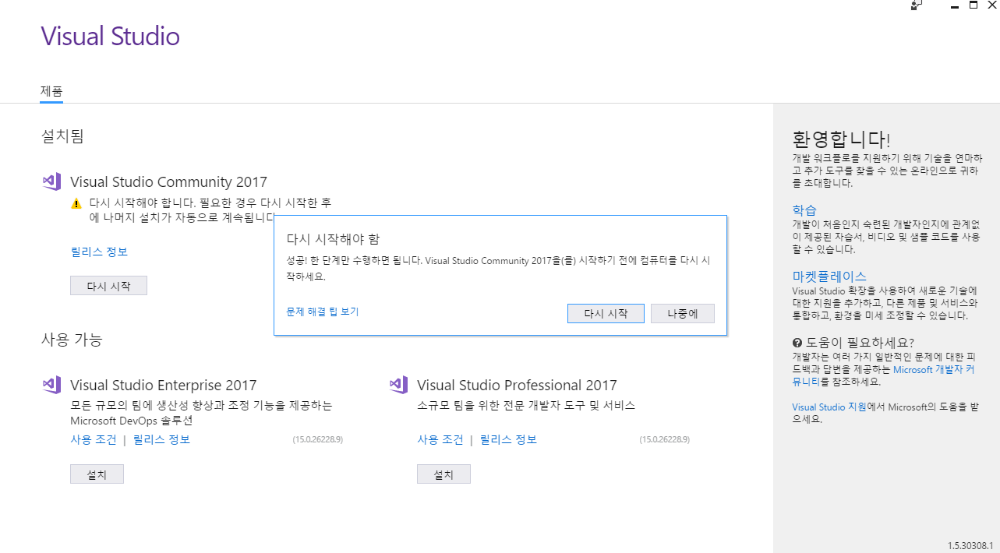 Visual Studio
제품
설치됨
Visual Studio Community 2017
다시 시작해야 합니다. 필요한 경우 다시 시작한 후
에 나머지 설치가 자동으로 계속됩니다
릴리스 정보
다시 시작
다시 시작해야 함
성공! 한 단계만 수행하면 됩니다. Visual Studio Community 2017을(를) 시작하기 전에 컴퓨터를 다시 시
작하세요.
문제 해결 팁 보기
다시 시작
나중에
사용 가능
Visual Studio Enterprise 2017
모든 규모의 팀에 생산성 향상과 조정 기능을 제공하는
Microsoft DevOps 솔루션
사용 조건 | 릴리스 정보
(15.0.26228.9)
설치
Visual Studio Professional 2017
소규모 팀을 위한 전문 개발자 도구 및 서비스
사용 조건 | 릴리스 정보
(15.0.26228.9)
설치
환영합니다!
개발 워크플로를 지원하기 위해 기술을 연마하
고 추가 도구를 찾을 수 있는 온라인으로 귀하
를 초대합니다.
학습
개발이 처음인지 숙련된 개발자인지에 관계없
이 제공된 자습서, 비디오 및 샘플 코드를 사용
할 수 있습니다.
마켓플레이스
Visual Studio 확장을 사용하여 새로운 기술에
대한 지원을 추가하고, 다른 제품 및 서비스와
통합하고, 환경을 미세 조정할 수 있습니다.
도움이 필요하세요?
개발자는 여러 가지 일반적인 문제에 대한 피
드백과 답변을 제공하는 Microsoft 개발자 커
뮤니티를 참조하세요.
Visual Studio 지원에서 Microsoft의 도움을 받
으세요.
1.5.30308.1